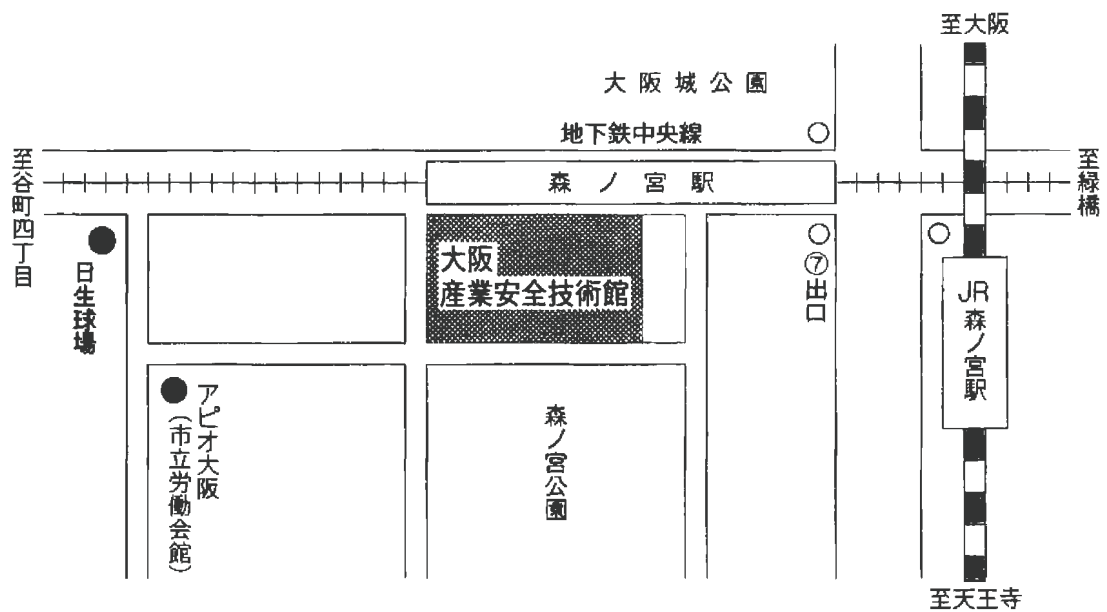 至大阪
大阪城公園
地下鉄中央線
至谷町四丁目
森ノ宮駅
至緑橋
日生球場
大阪
産業安全技術館
⑦出口
JR
森ノ宮駅
アピオ大阪
(市立労働会館)
森ノ宮公園
至天王寺